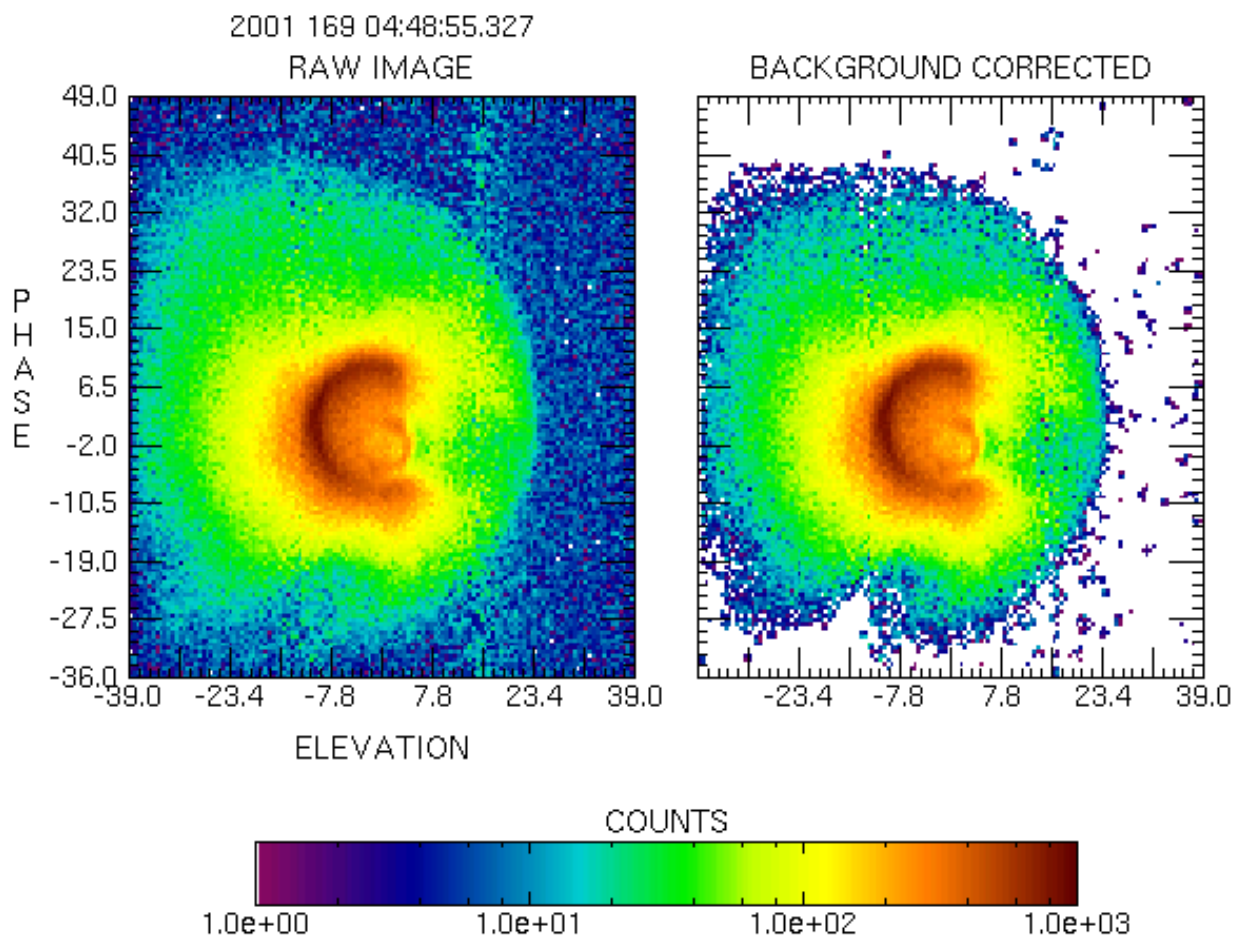 2001 169 04:48:55.327
RAW IMAGE
BACKGROUND CORRECTED
49.0
40.5
32.0
23.5
15.0
6.5
-2.0
-10.5
-19.0
-27.5
-36.0
PHASE
-39.0 -23.4 -7.8 7.8 23.4 39.0
-23.4 -7.8 7.8 23.4 39.0
ELEVATION
COUNTS
1.0e+00 1.0e+01 1.0e+02 1.0e+03